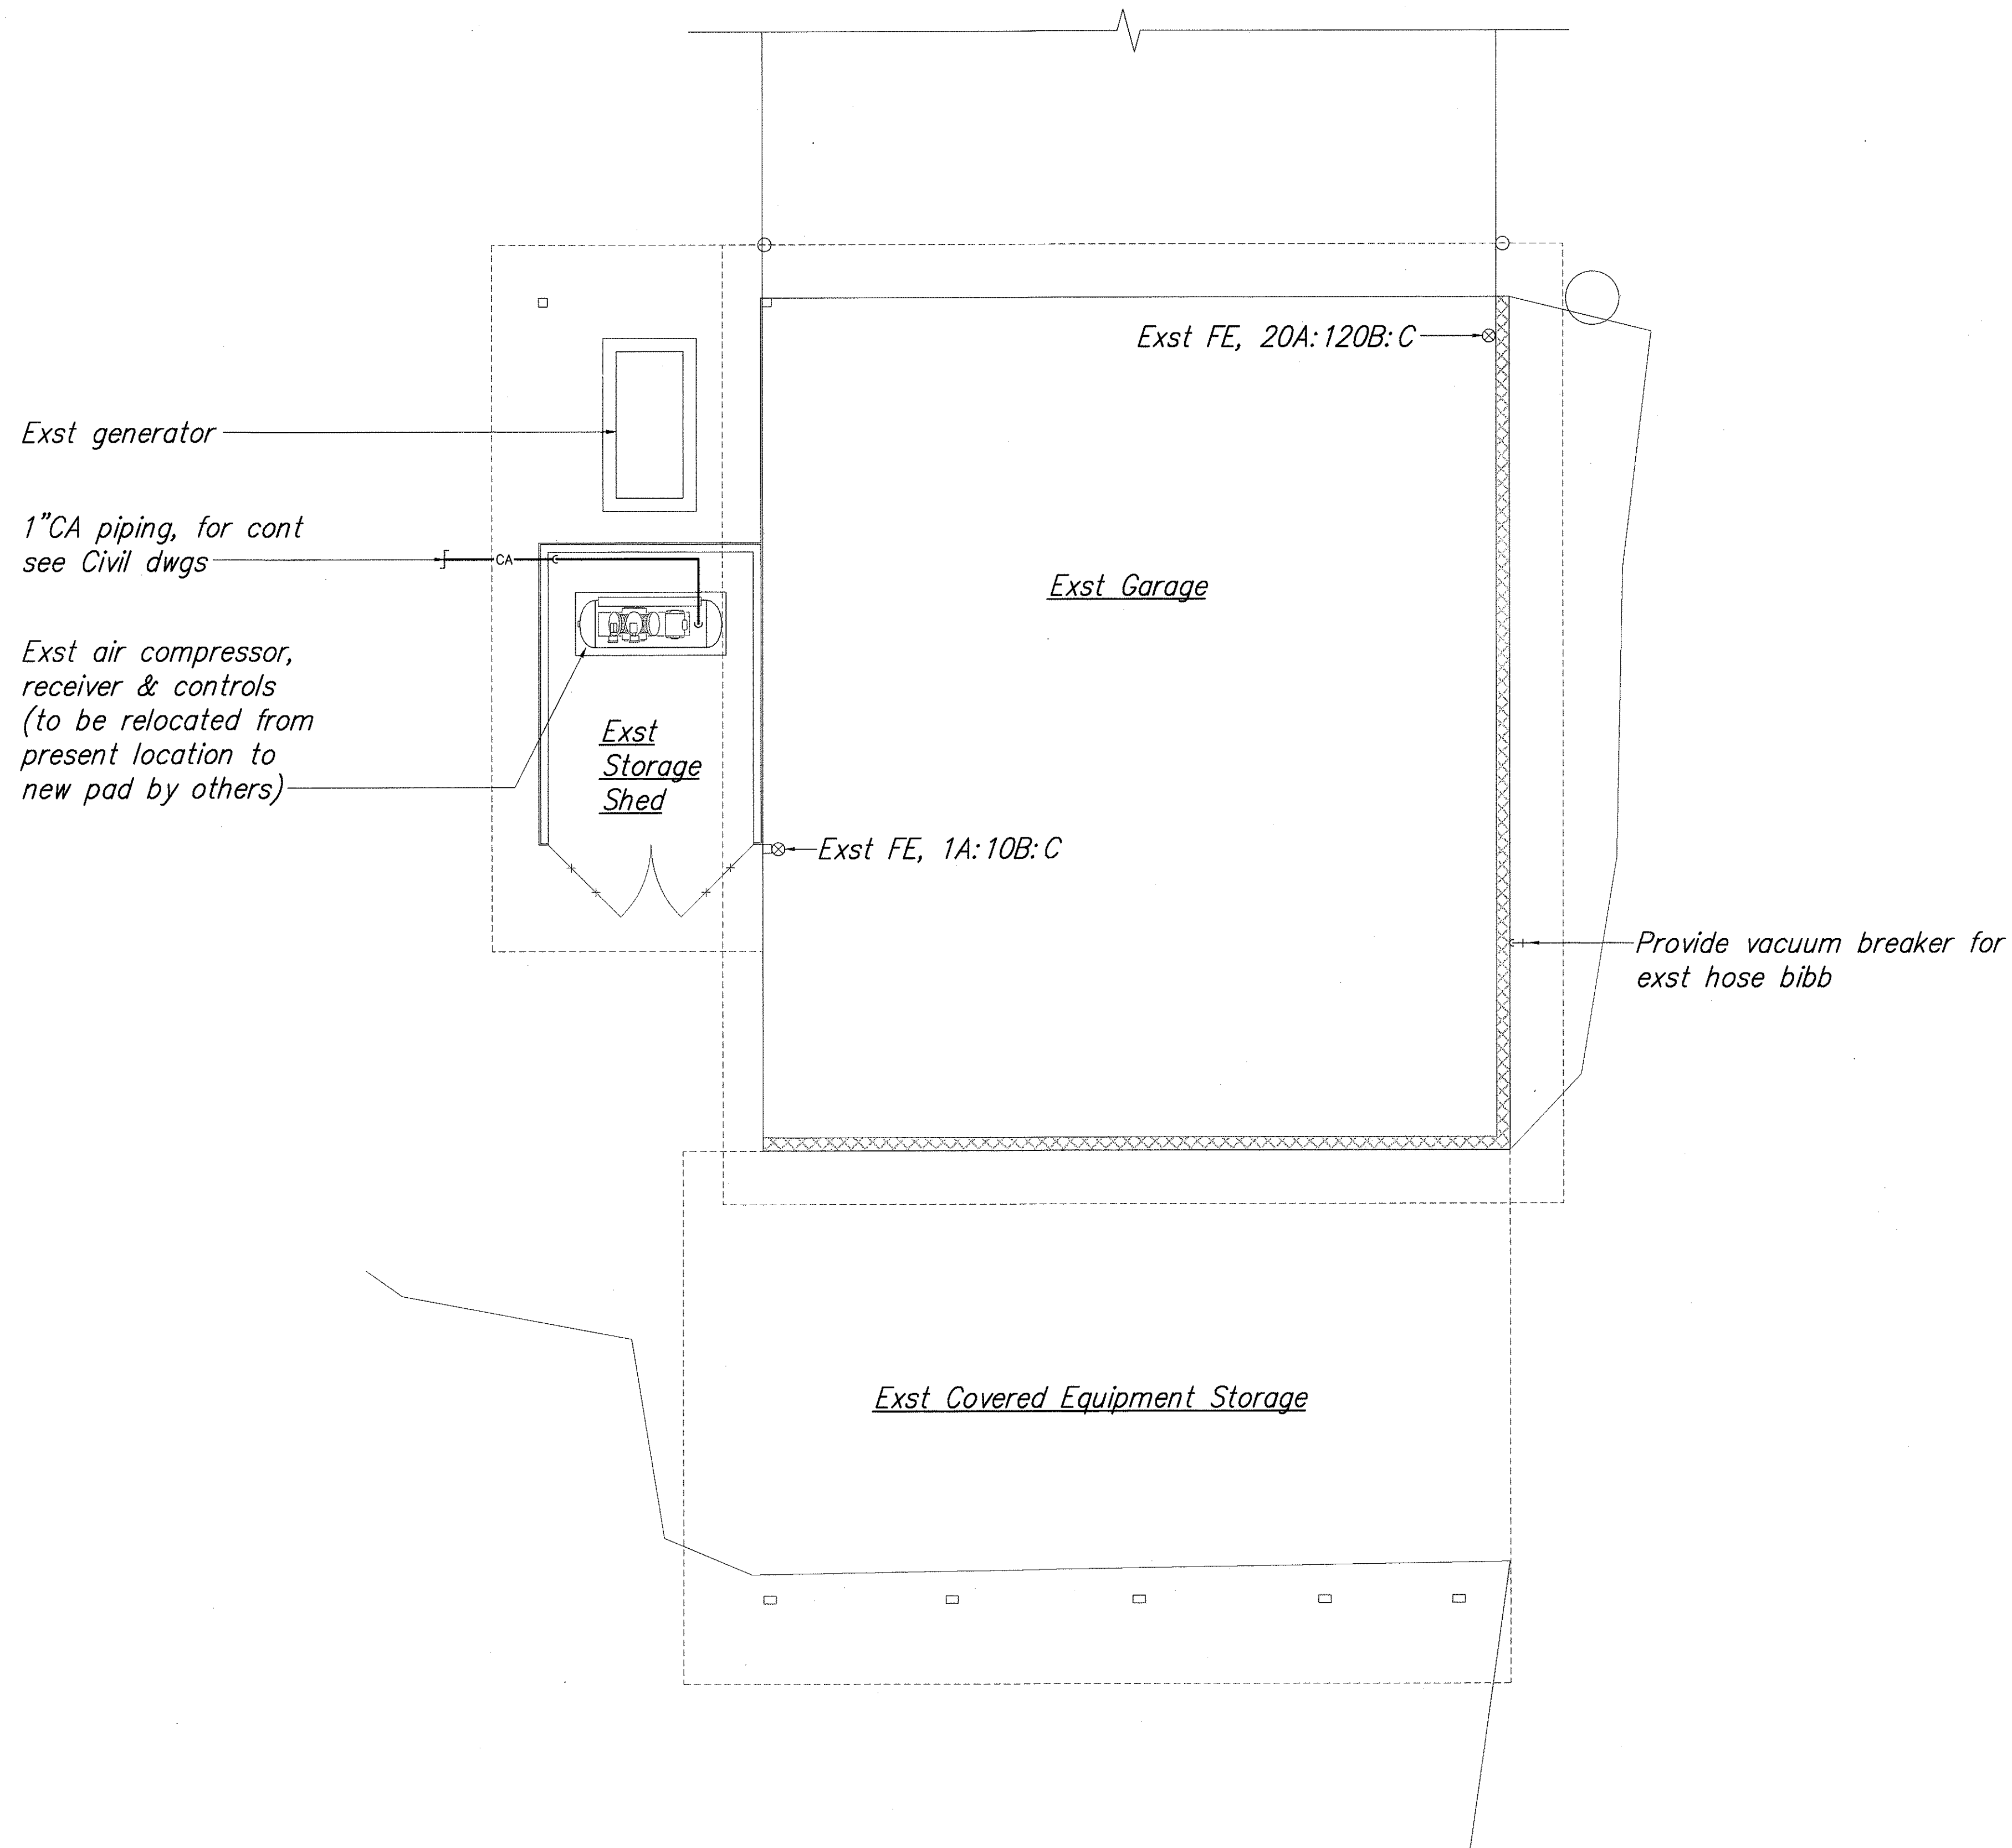 Exst FE, 20A:120B:C
Exst generator
1"CA piping, for cont
see Civil dwgs
CA
Exst Garage
Exst air compressor,
receiver & controls
(to be relocated from
present location to
new pad by others)
Exst
Storage
Shed
Exst FE, 1A:10B:C
Provide vacuum breaker for
exst hose bibb
Exst Covered Equipment Storage